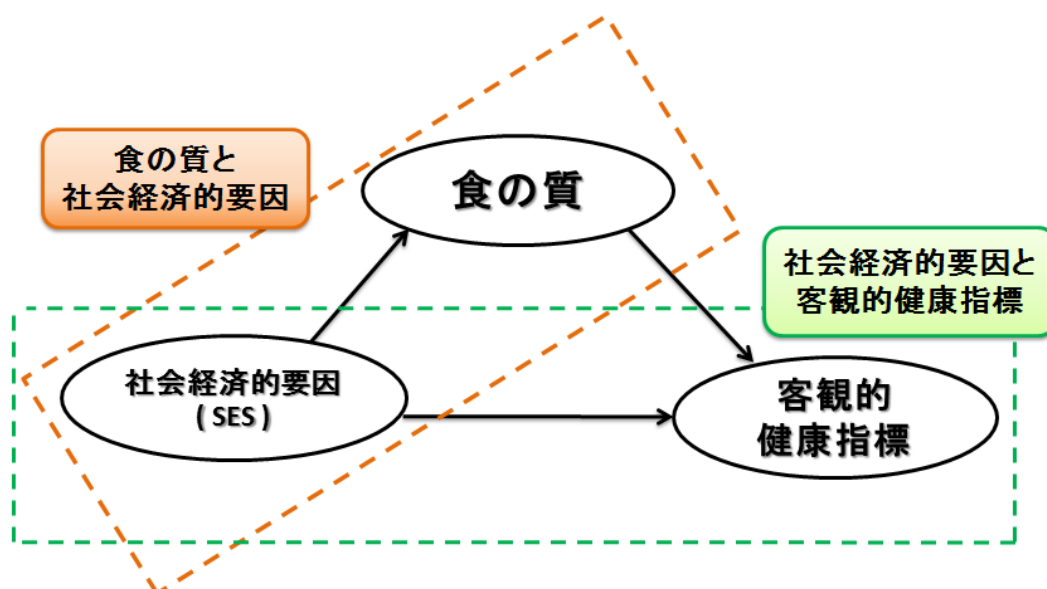 食の質と
社会経済的要因
食の質
社会経済的要因と
客観的健康指標
社会経済的要因
( SES )
客観的
健康指標